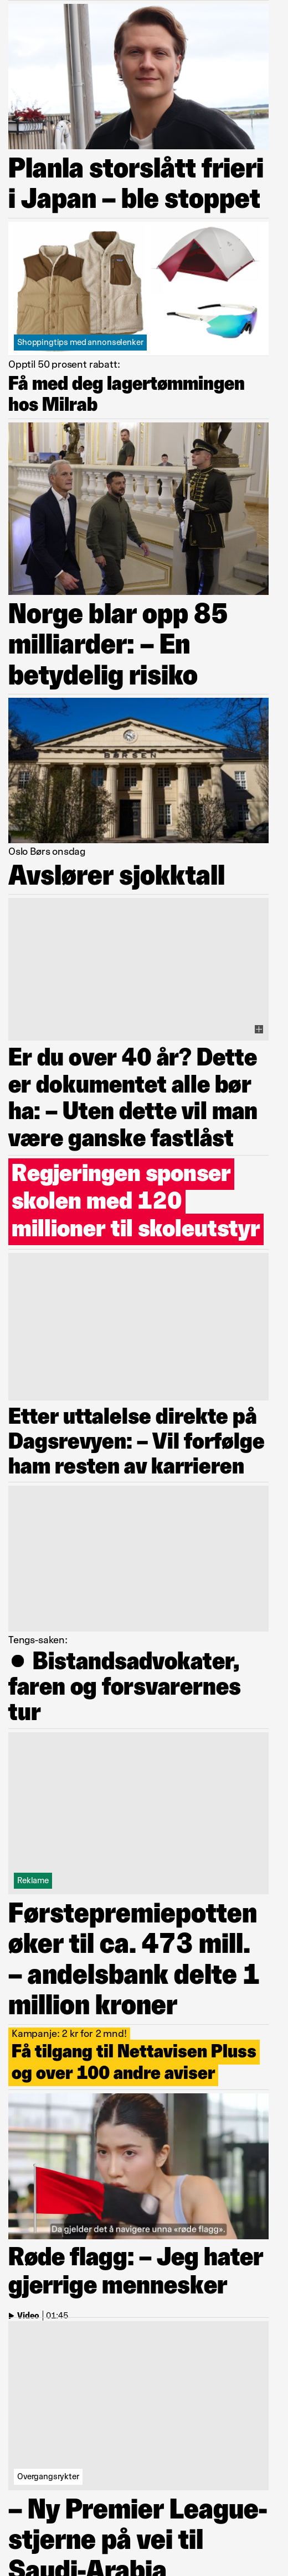 Planla storslått frieri
i Japan – ble stoppet
Shoppingtips med annonselenker
Opptil 50 prosent rabatt:
Få med deg lagertømmingen
hos Milrab
Norge blar opp 85
milliarder: – En
betydelig risiko
BØRSEN
Oslo Børs onsdag
Avslører sjokktall
Er du over 40 år? Dette
er dokumentet alle bør
ha: – Uten dette vil man
være ganske fastlåst
Regjeringen sponser
skolen med 120
millioner til skoleutstyr
Etter uttalelse direkte på
Dagsrevyen: – Vil forfølge
ham resten av karrieren
Tengs-saken:
● Bistandsadvokater,
faren og forsvarernes
tur
Reklame
Førstepremiepotten
øker til ca. 473 mill.
– andelsbank delte 1
million kroner
Kampanje: 2 kr for 2 mnd!
Få tilgang til Nettavisen Pluss
og over 100 andre aviser
Da gjelder det å navigere unna «røde flagg».
Røde flagg: – Jeg hater
gjerrige mennesker
Video | 01:45
Overgangsrykter
– Ny Premier League-
stjerne på vei til
Saudi-Arabia